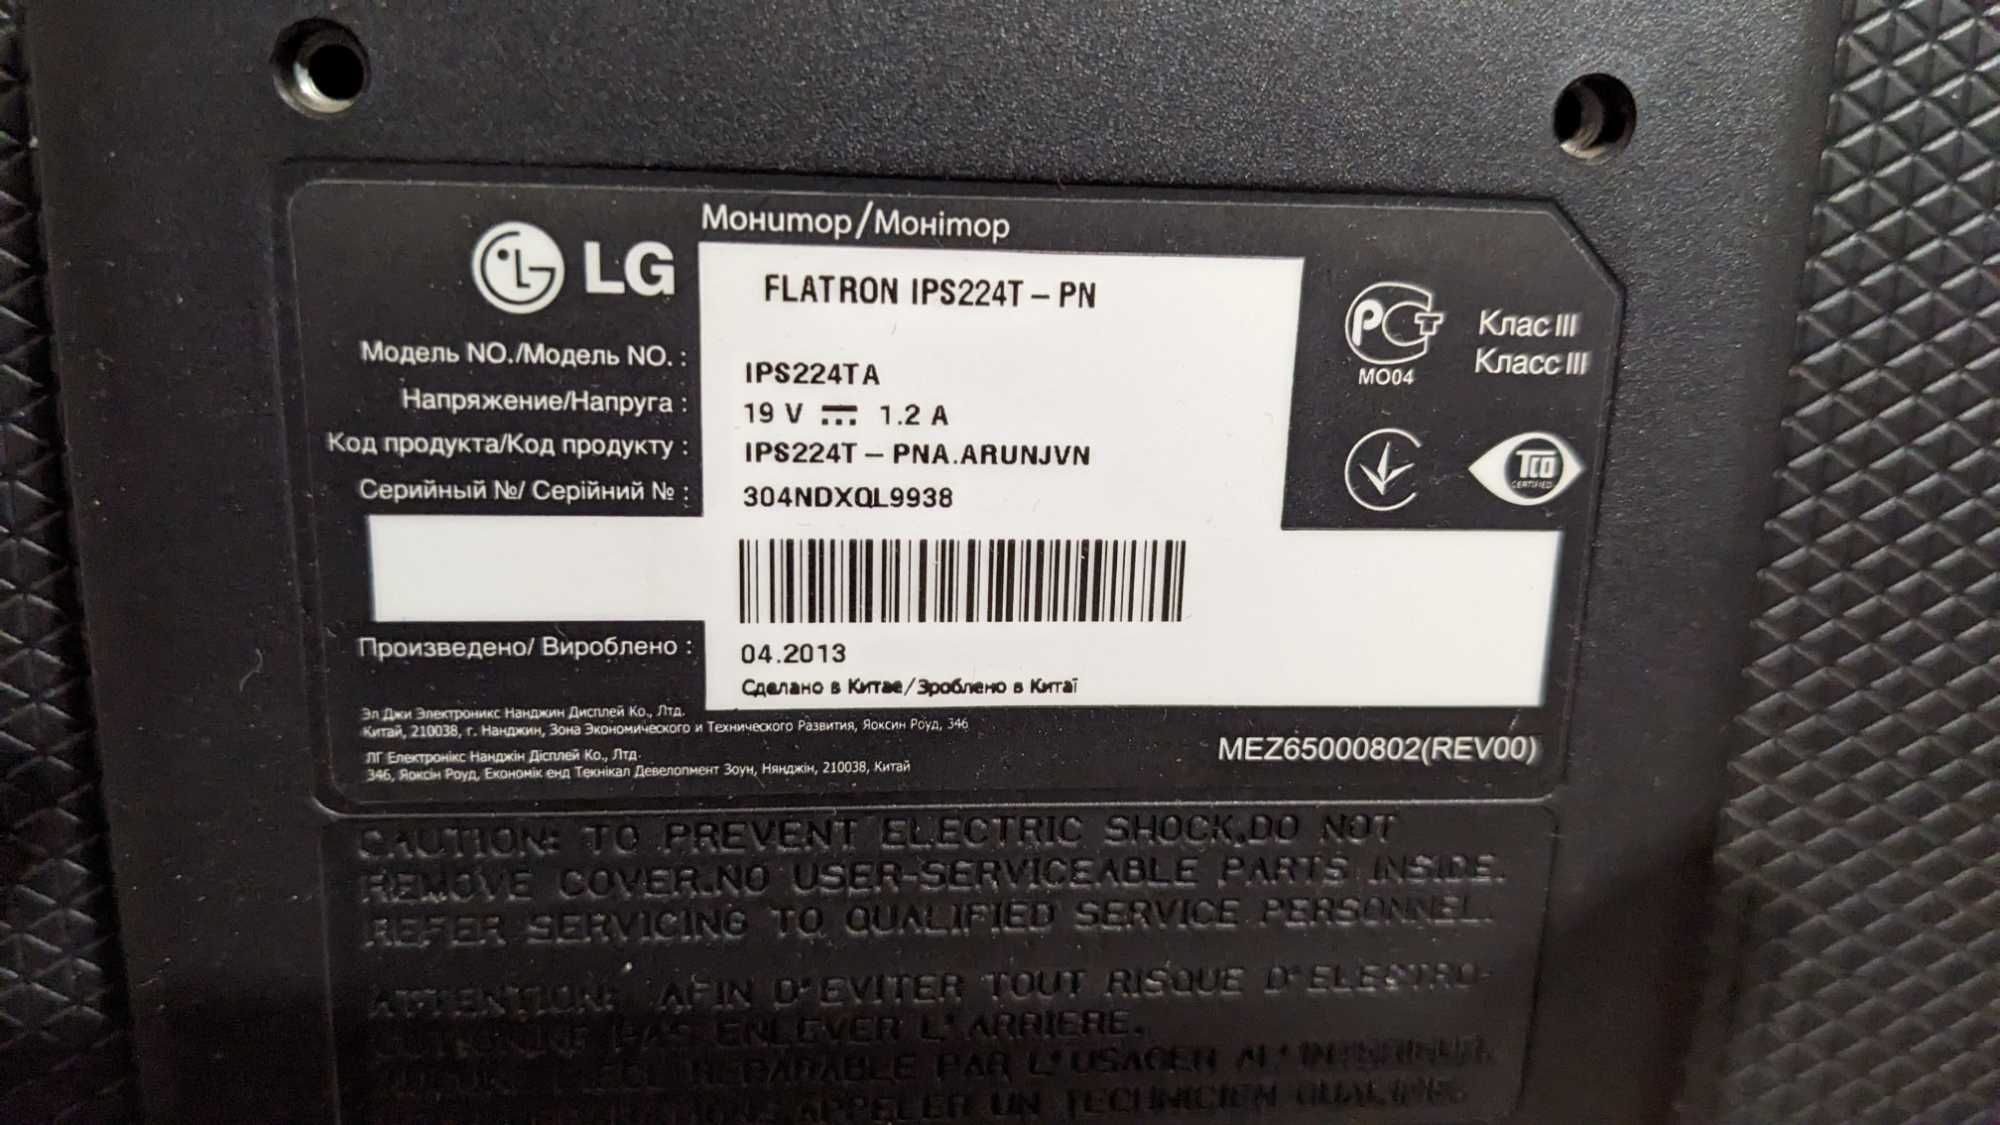 Монитор/Монітор
LG
FLATRON IPS224T – PN
Модель NO./Модель NO. : IPS224TA
Напряжение/Напруга : 19 V 1.2 A
Код продукта/Код продукту : IPS224T – PNA.ARUNJVN
Серийный №/ Серійний № : 304NDXQL9938
Произведено/ Вироблено : 04.2013
Сделано в Китае/Зроблено в Китаї
Эл Джи Электроникс Нанджин Дисплей Ко., Лтд.
Китай, 210038, г. Нанджин, Зона Экономического и Технического Развития, Яоксин Роуд, 346
ЛГ Електронікс Нанджін Дісплей Ко., Лтд.
346, Яоксін Роуд, Економік енд Текнікал Девелопмент Зоун, Нянджін, 210038, Китай
MEZ65000802(REV00)
РСТ
МО04
Клас III
Класс III
TCO
CERTIFIED
CAUTION: TO PREVENT ELECTRIC SHOCK,DO NOT
REMOVE COVER.NO USER-SERVICEABLE PARTS INSIDE.
REFER SERVICING TO QUALIFIED SERVICE PERSONNEL.
ATTENTION: AFIN D'EVITER TOUT RISQUE D'ELECTRO-
PAS ENLEVER L'ARRIERE.
REPARABLE PAR L'USAGER
APPELER UN TECHNICIEN